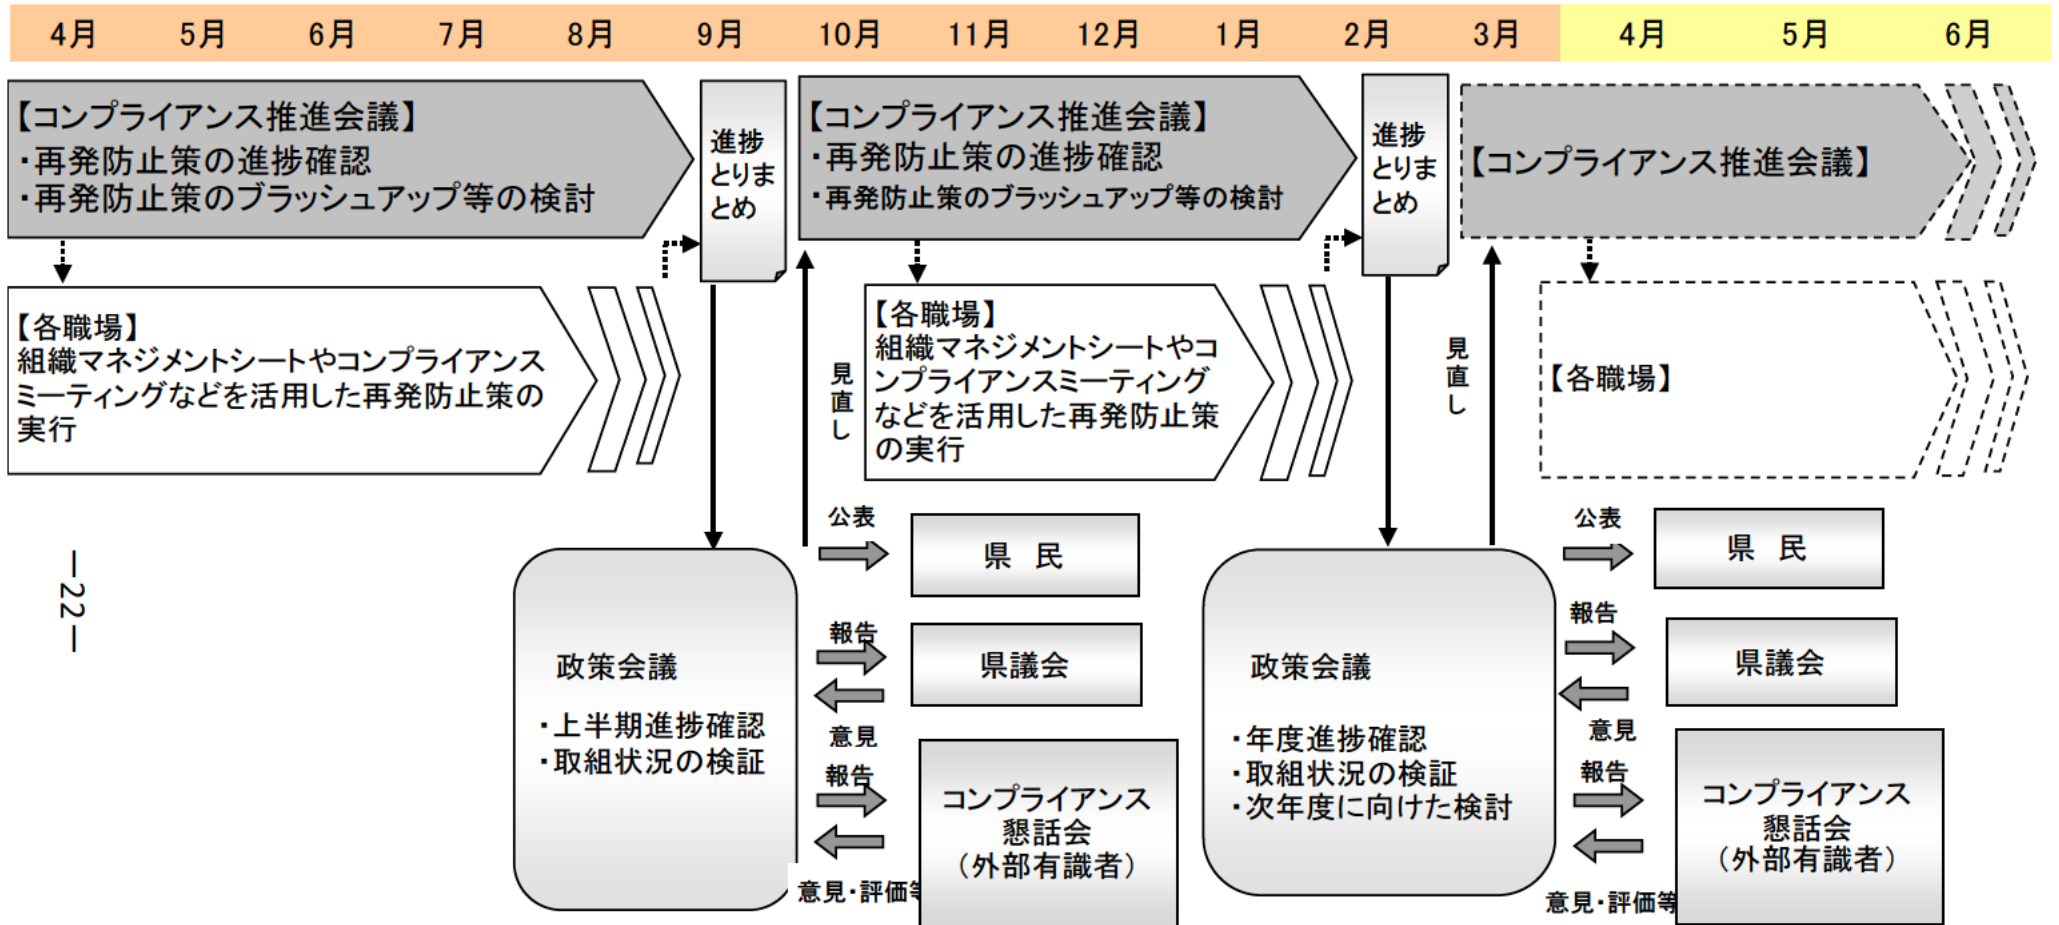 4月 5月 6月 7月 8月 9月 10月 11月 12月 1月 2月 3月 4月 5月 6月
【コンプライアンス推進会議】
・再発防止策の進捗確認
・再発防止策のブラッシュアップ等の検討
進捗
とりま
とめ
【コンプライアンス推進会議】
・再発防止策の進捗確認
・再発防止策のブラッシュアップ等の検討
進捗
とりま
とめ
【コンプライアンス推進会議】
【各職場】
組織マネジメントシートやコンプライアンス
ミーティングなどを活用した再発防止策の
実行
見直し
【各職場】
組織マネジメントシートやコ
ンプライアンスミーティング
などを活用した再発防止策
の実行
見直し
【各職場】
―22―
政策会議
・上半期進捗確認
・取組状況の検証
公表
県 民
報告
県議会
意見
報告
コンプライアンス
懇話会
（外部有識者）
意見・評価等
政策会議
・年度進捗確認
・取組状況の検証
・次年度に向けた検討
公表
県 民
報告
県議会
意見
報告
コンプライアンス
懇話会
（外部有識者）
意見・評価等